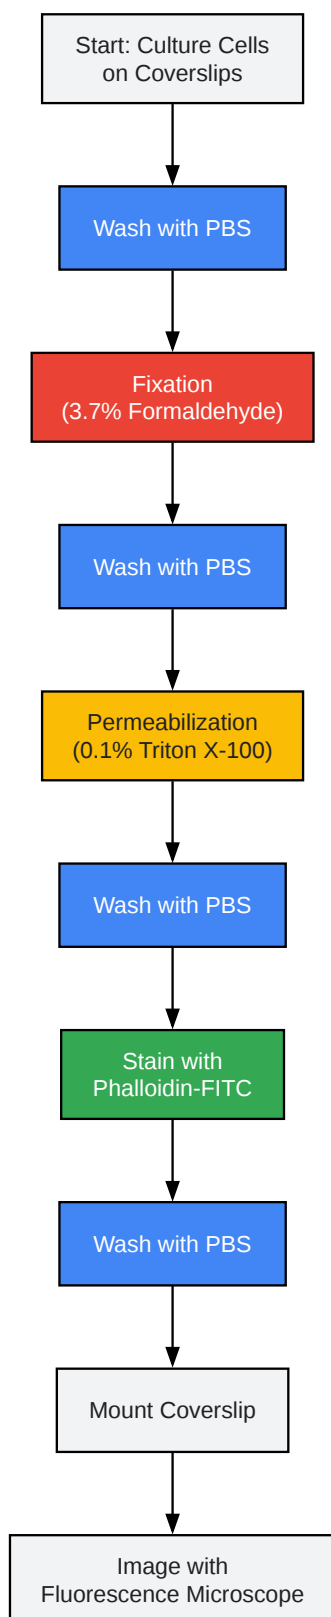 Start: Culture Cells
on Coverslips
Wash with PBS
Fixation
(3.7% Formaldehyde)
Wash with PBS
Permeabilization
(0.1% Triton X-100)
Wash with PBS
Stain with
Phalloidin-FITC
Wash with PBS
Mount Coverslip
Image with
Fluorescence Microscope